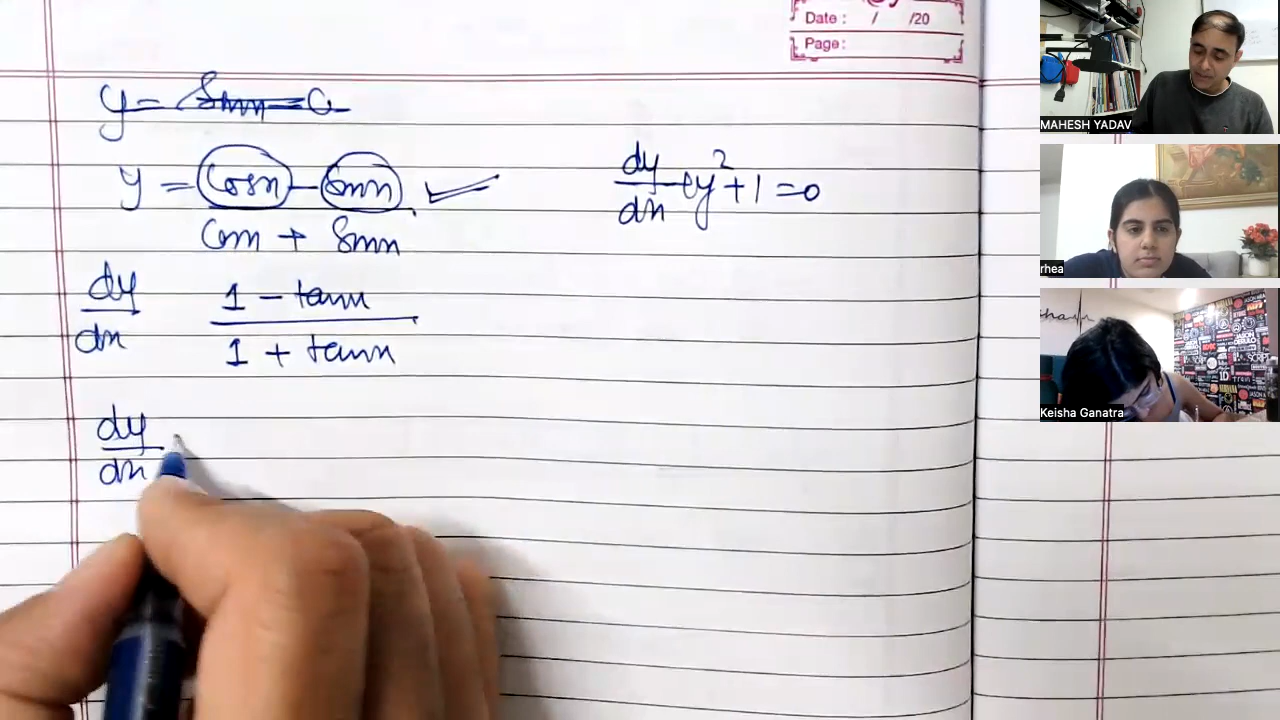 Date : / /20
Page:
y = cosx - sinx
cosx + sinx
dy/dx + y² + 1 = 0
dy/dx 1 - tanx
1 + tanx
dy
dx
MAHESH YADAV
rhea
Keisha Ganatra